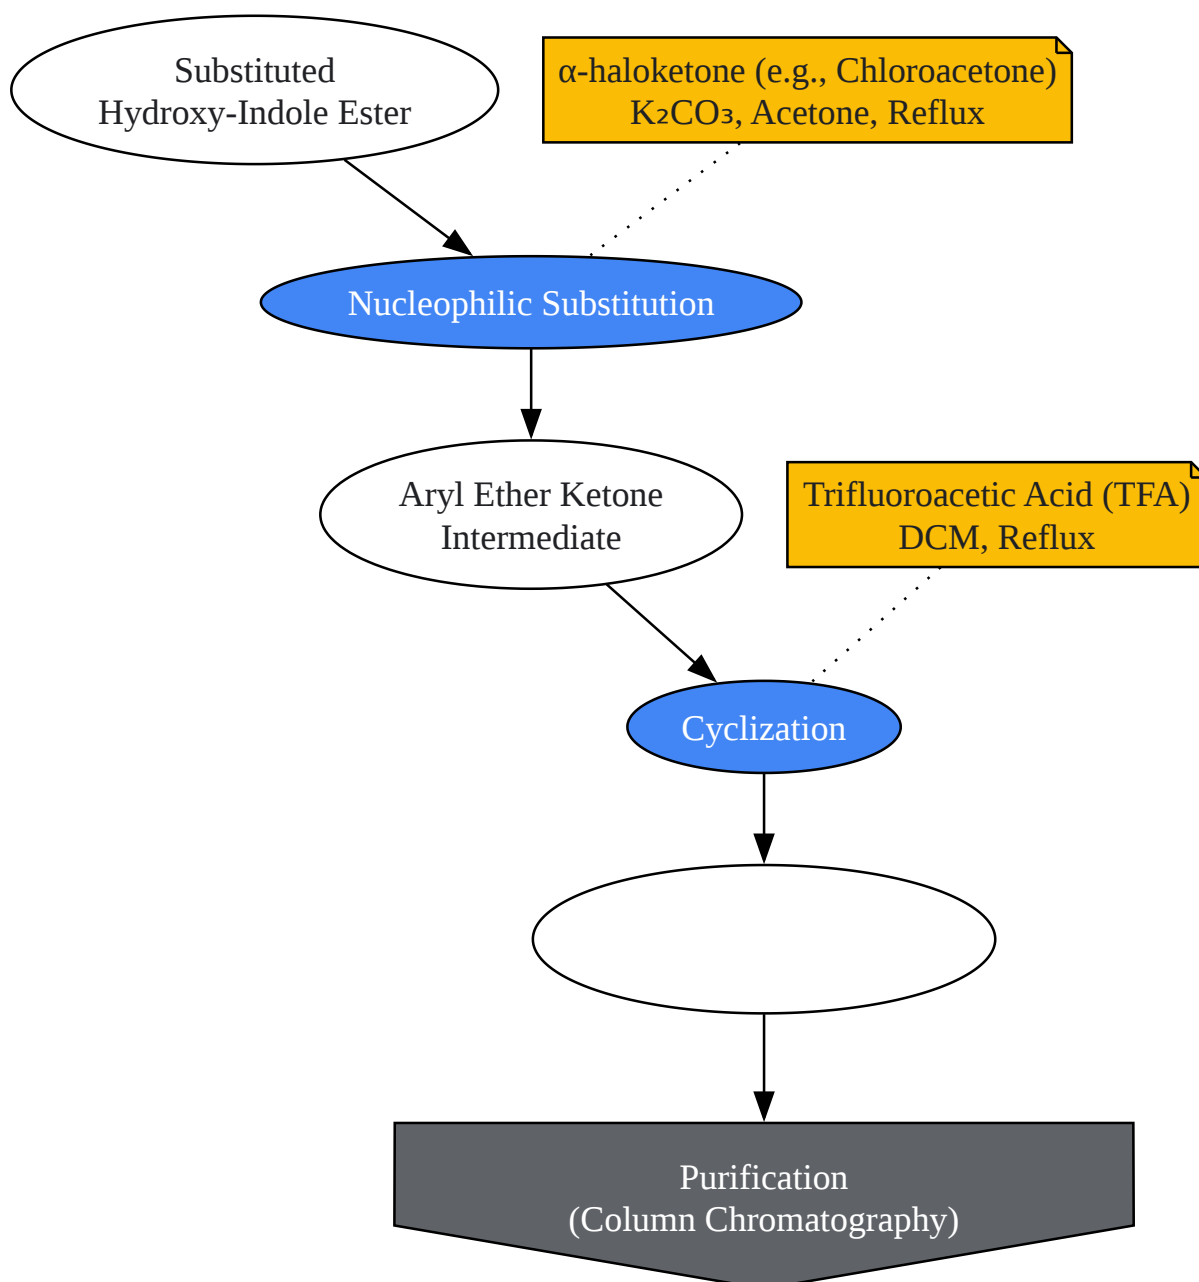 Substituted
Hydroxy-Indole Ester
α-haloketone (e.g., Chloroacetone)
K₂CO₃, Acetone, Reflux
Nucleophilic Substitution
Aryl Ether Ketone
Intermediate
Trifluoroacetic Acid (TFA)
DCM, Reflux
Cyclization
Purification
(Column Chromatography)